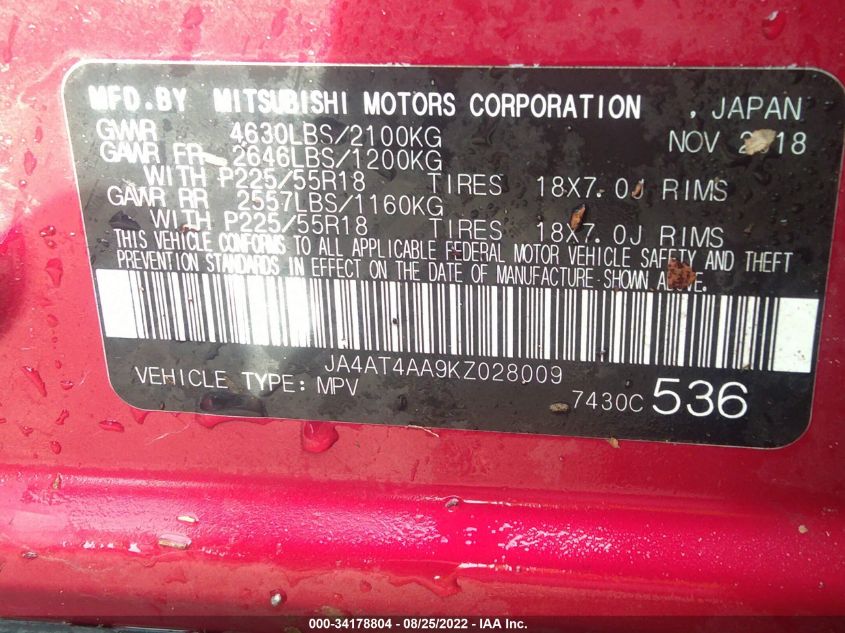 MFD.BY MITSUBISHI MOTORS CORPORATION , JAPAN
GVWR 4630LBS/2100KG NOV
GAWR FR 2646LBS/1200KG
WITH P225/55R18 TIRES 18X7.0J RIMS
GAWR RR 2557LBS/1160KG
WITH P225/55R18 TIRES 18X7.0J RIMS
THIS VEHICLE CONFORMS TO ALL APPLICABLE FEDERAL MOTOR VEHICLE SAFETY AND THEFT
PREVENTION STANDARDS IN EFFECT ON THE DATE OF MANUFACTURE SHOWN ABOVE.
JA4AT4AA9KZ028009
VEHICLE TYPE: MPV 7430C 536
000-34178804 - 08/25/2022 - IAA Inc.